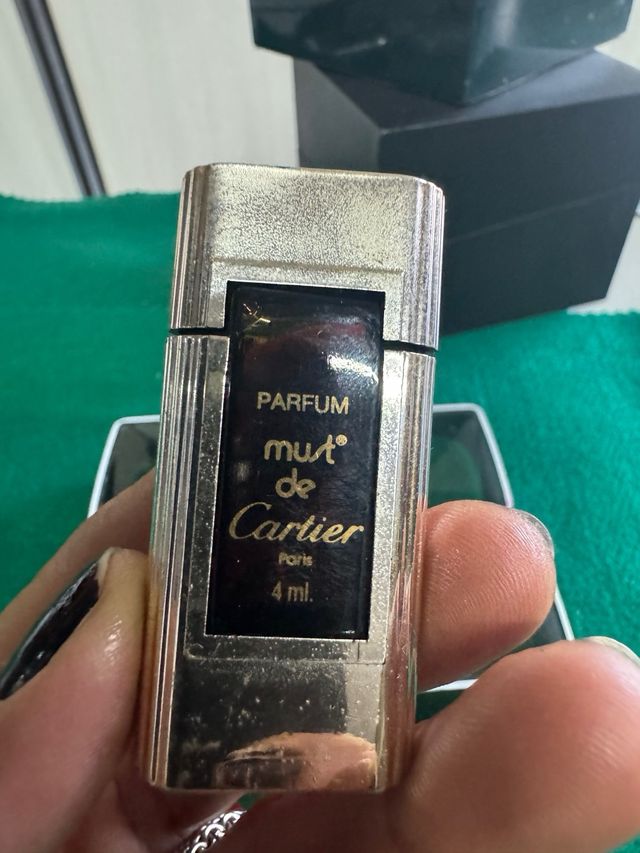 PARFUM
must®
de
Cartier
Paris
4 ml.